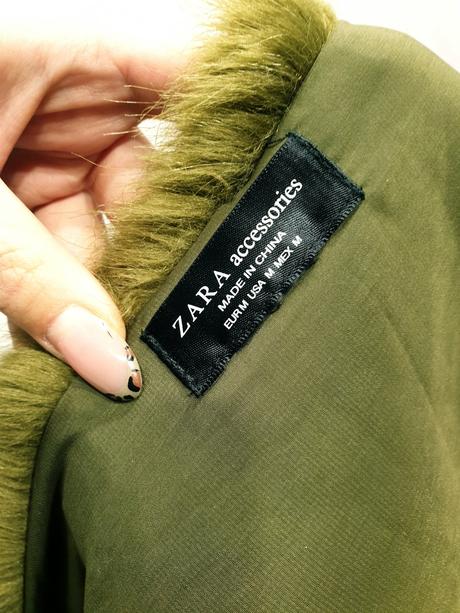 ZARA accessories
MADE IN CHINA
EUR M USA M MEX M